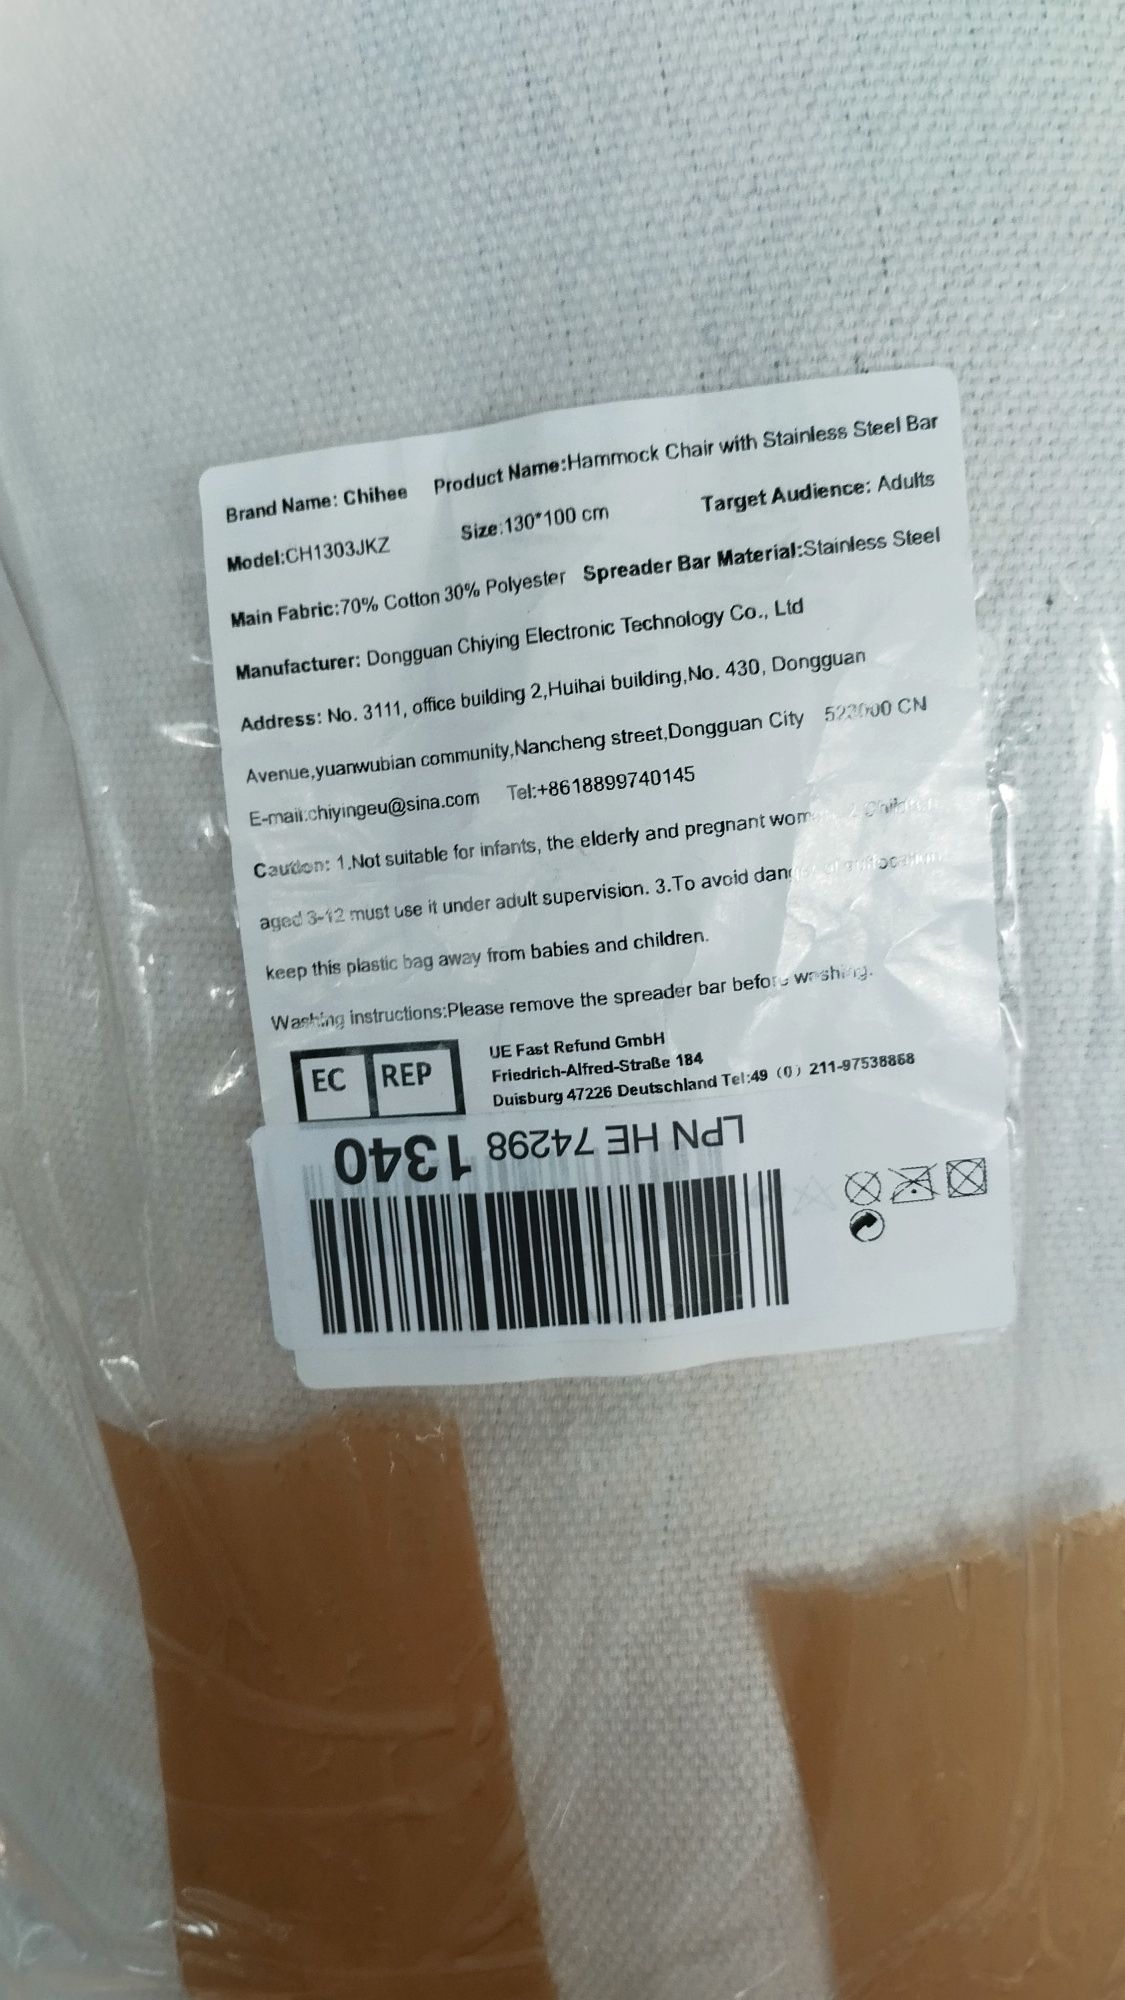 Brand Name: Chihee Product Name:Hammock Chair with Stainless Steel Bar
Model:CH1303JKZ Size:130*100 cm Target Audience: Adults
Main Fabric:70% Cotton 30% Polyester Spreader Bar Material:Stainless Steel
Manufacturer: Dongguan Chiying Electronic Technology Co., Ltd
Address: No. 3111, office building 2,Huihai building,No. 430, Dongguan
Avenue,yuanwubian community,Nancheng street,Dongguan City 523000 CN
E-mail:chiyingeu@sina.com Tel:+8618899740145
Caution: 1.Not suitable for infants, the elderly and pregnant 2 Children
aged 3-12 must use it under adult supervision. 3.To avoid danger of suffocation
keep this plastic bag away from babies and children.
Washing instructions:Please remove the spreader bar before washing.
EC REP
UE Fast Refund GmbH
Friedrich-Alfred-Straße 184
Duisburg 47226 Deutschland Tel:49 (0) 211-97538868
LPN HE 74298 1340